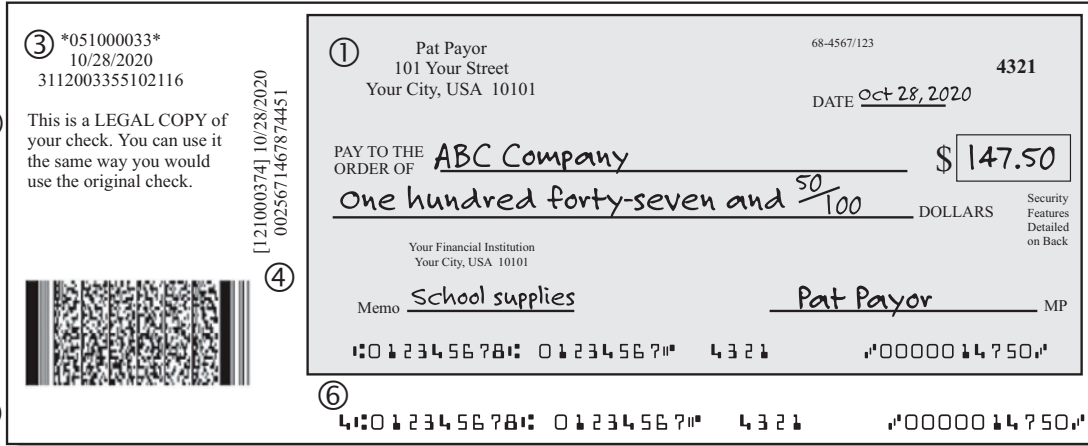 ③ *051000033*
10/28/2020
3112003355102116
This is a LEGAL COPY of
your check. You can use it
the same way you would
use the original check.
[121000374] 10/28/2020
002567146787 4451
④
① Pat Payor
101 Your Street
Your City, USA 10101
68-4567/123
4321
DATE Oct 28, 2020
PAY TO THE
ORDER OF ABC Company
$ 147.50
One hundred forty-seven and 50/100 DOLLARS
Security
Features
Detailed
on Back
Your Financial Institution
Your City, USA 10101
Memo School supplies
Pat Payor MP
⑆012345678⑆ 01234567⑈ 4321 ⑇0000014750⑇
⑥
4⑆012345678⑆ 01234567⑈ 4321 ⑇0000014750⑇